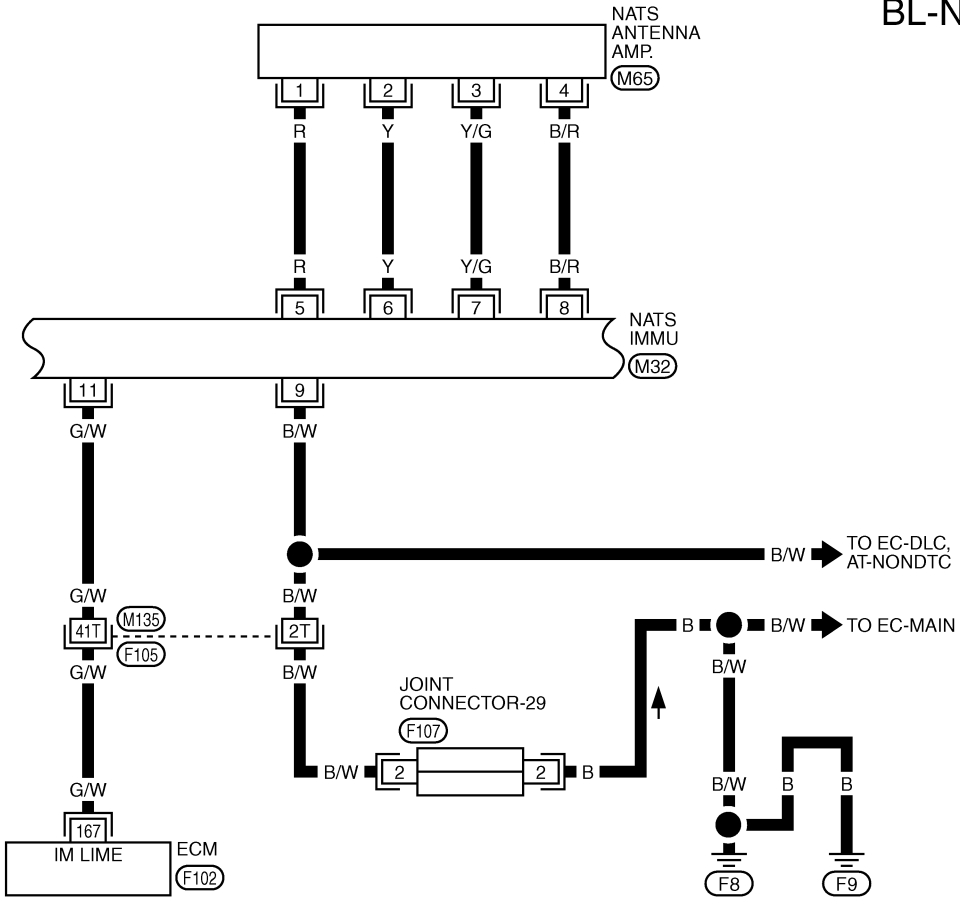 BL-N
NATS
ANTENNA
AMP.
M65
1 2 3 4
R Y Y/G B/R
R Y Y/G B/R
5 6 7 8
NATS
IMMU
M32
11 9
G/W B/W
B/W TO EC-DLC,
AT-NONDTC
G/W B/W
41T M135 2T
F105
B B/W TO EC-MAIN
G/W B/W B/W
JOINT
CONNECTOR-29
F107
B/W 2 2 B
G/W B/W B B
167
IM LIME
ECM
F102
F8 F9